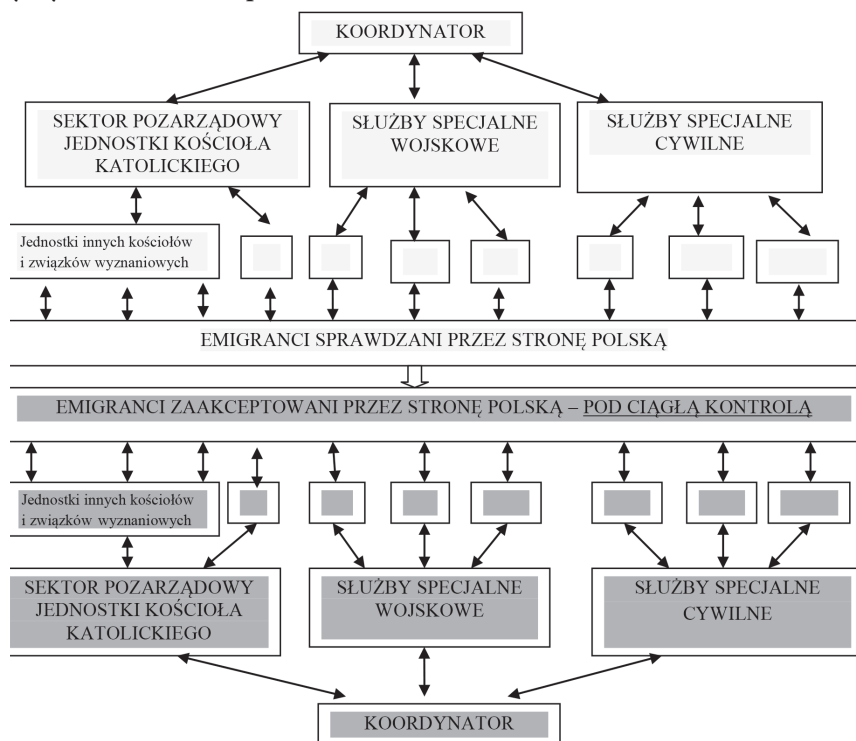 KOORDYNATOR
SEKTOR POZARZĄDOWY
JEDNOSTKI KOŚCIOŁA
KATOLICKIEGO
SŁUŻBY SPECJALNE
WOJSKOWE
SŁUŻBY SPECJALNE
CYWILNE
Jednostki innych kościołów
i związków wyznaniowych
EMIGRANCI SPRAWDZANI PRZEZ STRONĘ POLSKĄ
EMIGRANCI ZAAKCEPTOWANI PRZEZ STRONĘ POLSKĄ – POD CIĄGŁĄ KONTROLĄ
Jednostki innych kościołów
i związków wyznaniowych
SEKTOR POZARZĄDOWY
JEDNOSTKI KOŚCIOŁA
KATOLICKIEGO
SŁUŻBY SPECJALNE
WOJSKOWE
SŁUŻBY SPECJALNE
CYWILNE
KOORDYNATOR